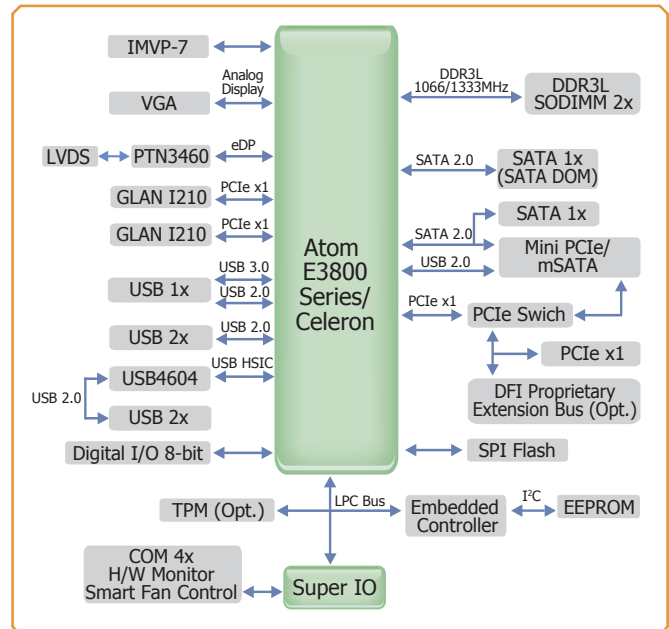 IMVP-7
Analog
Display
VGA
LVDS
PTN3460
eDP
GLAN I210
PCIe x1
GLAN I210
PCIe x1
USB 1x
USB 3.0
USB 2.0
USB 2x
USB 2.0
USB4604
USB HSIC
USB 2.0
USB 2x
Digital I/O 8-bit
Atom
E3800
Series/
Celeron
DDR3L
1066/1333MHz
DDR3L
SODIMM 2x
SATA 2.0
SATA 1x
(SATA DOM)
SATA 1x
SATA 2.0
USB 2.0
Mini PCIe/
mSATA
PCIe x1
PCIe Swich
PCIe x1
DFI Proprietary
Extension Bus (Opt.)
SPI Flash
TPM (Opt.)
LPC Bus
Embedded
Controller
I²C
EEPROM
COM 4x
H/W Monitor
Smart Fan Control
Super IO